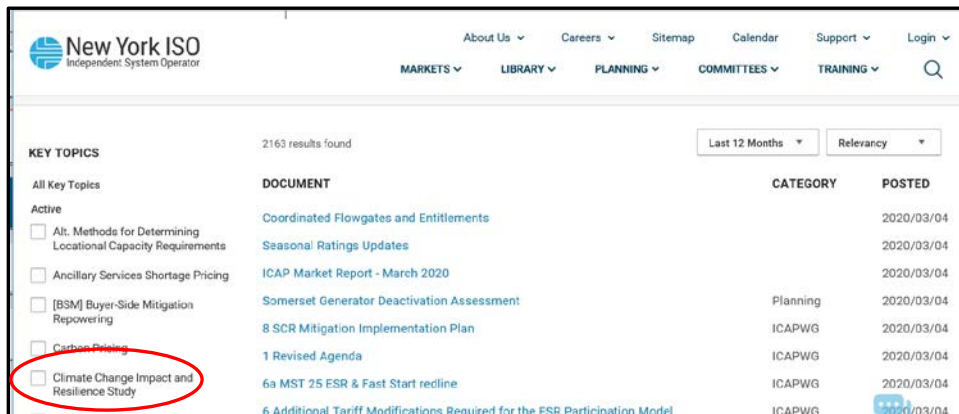 New York ISO
Independent System Operator
About Us Careers Sitemap Calendar Support Login
MARKETS LIBRARY PLANNING COMMITTEES TRAINING
KEY TOPICS
All Key Topics
Active
Alt. Methods for Determining
Locational Capacity Requirements
Ancillary Services Shortage Pricing
[BSM] Buyer-Side Mitigation
Repowering
Carbon Pricing
Climate Change Impact and
Resilience Study
2163 results found
Last 12 Months Relevancy
DOCUMENT CATEGORY POSTED
Coordinated Flowgates and Entitlements 2020/03/04
Seasonal Ratings Updates 2020/03/04
ICAP Market Report - March 2020 2020/03/04
Somerset Generator Deactivation Assessment Planning 2020/03/04
8 SCR Mitigation Implementation Plan ICAPWG 2020/03/04
1 Revised Agenda ICAPWG 2020/03/04
6a MST 25 ESR & Fast Start redline ICAPWG 2020/03/04
6 Additional Tariff Modifications Required for the ESR Participation Model ICAPWG 2020/03/04